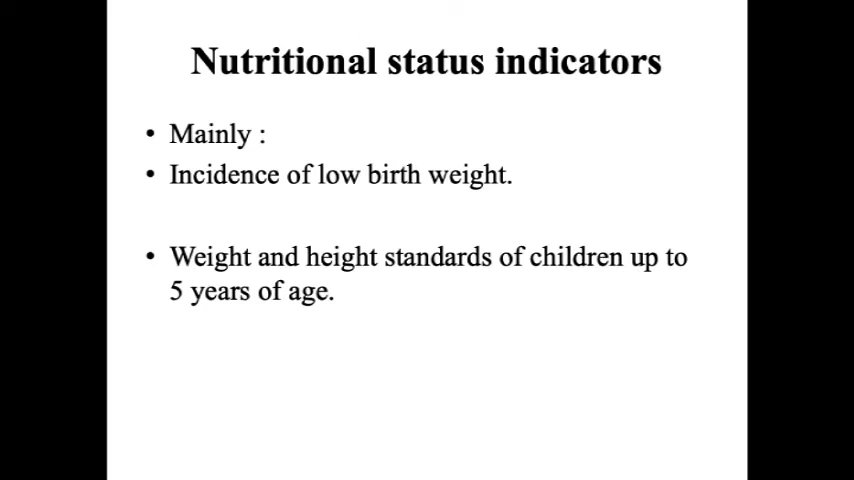 Nutritional status indicators
• Mainly :
• Incidence of low birth weight.
• Weight and height standards of children up to
5 years of age.